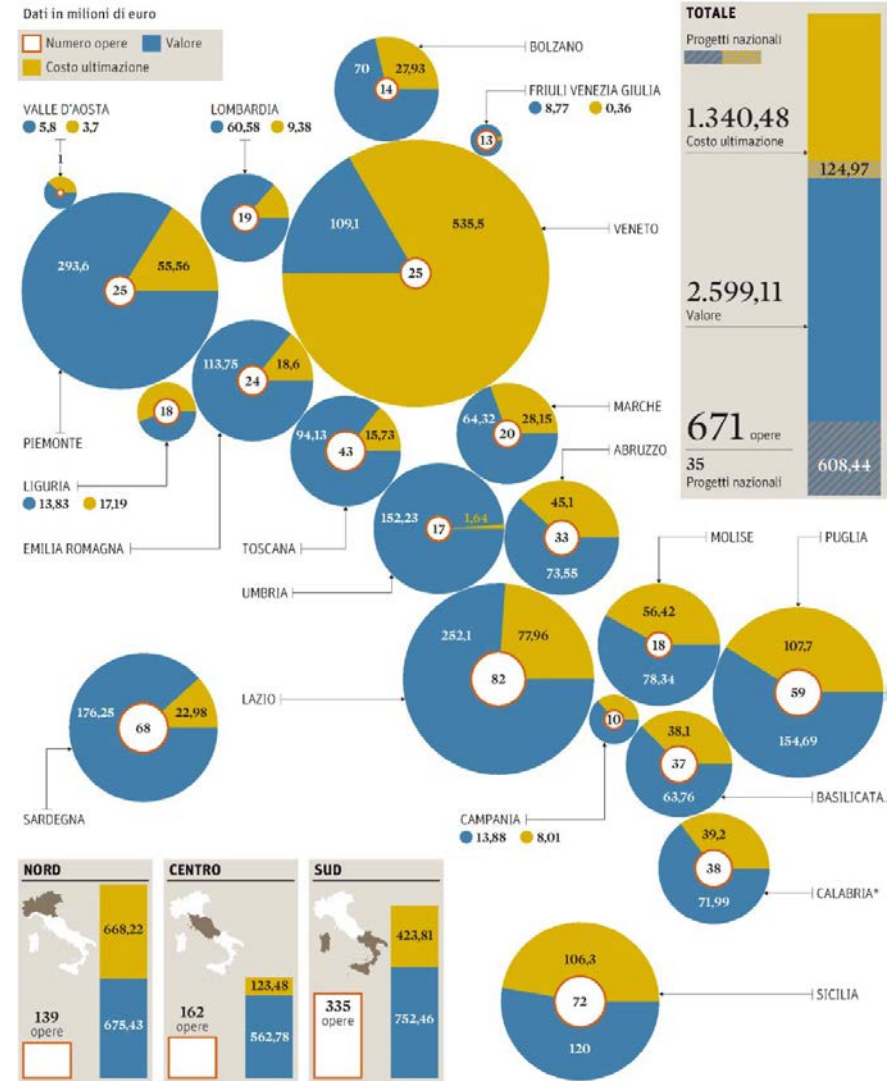 Dati in milioni di euro
Numero opere Valore
Costo ultimazione
VALLE D'AOSTA
5,8 3,7
1
LOMBARDIA
60,58 9,38
19
BOLZANO
70 27,93
14
FRIULI VENEZIA GIULIA
8,77 0,36
13
VENETO
109,1 535,5
25
293,6 55,56
25
PIEMONTE
113,75 18,6
24
EMILIA ROMAGNA
18
LIGURIA
13,83 17,19
94,13 15,73
43
TOSCANA
MARCHE
64,32 28,15
20
ABRUZZO
45,1
33
73,55
152,23 1,64
17
UMBRIA
MOLISE
56,42
18
78,34
PUGLIA
107,7
59
154,69
252,1 77,96
82
LAZIO
10
CAMPANIA
13,88 8,01
38,1
37
63,76
BASILICATA
176,25 22,98
68
SARDEGNA
39,2
38
71,99
CALABRIA*
106,3
72
120
SICILIA
TOTALE
Progetti nazionali
1.340,48
Costo ultimazione
124,97
2.599,11
Valore
671 opere
35
Progetti nazionali
608,44
NORD
668,22
139
opere
675,43
CENTRO
123,48
162
opere
562,78
SUD
423,81
335
opere
752,46